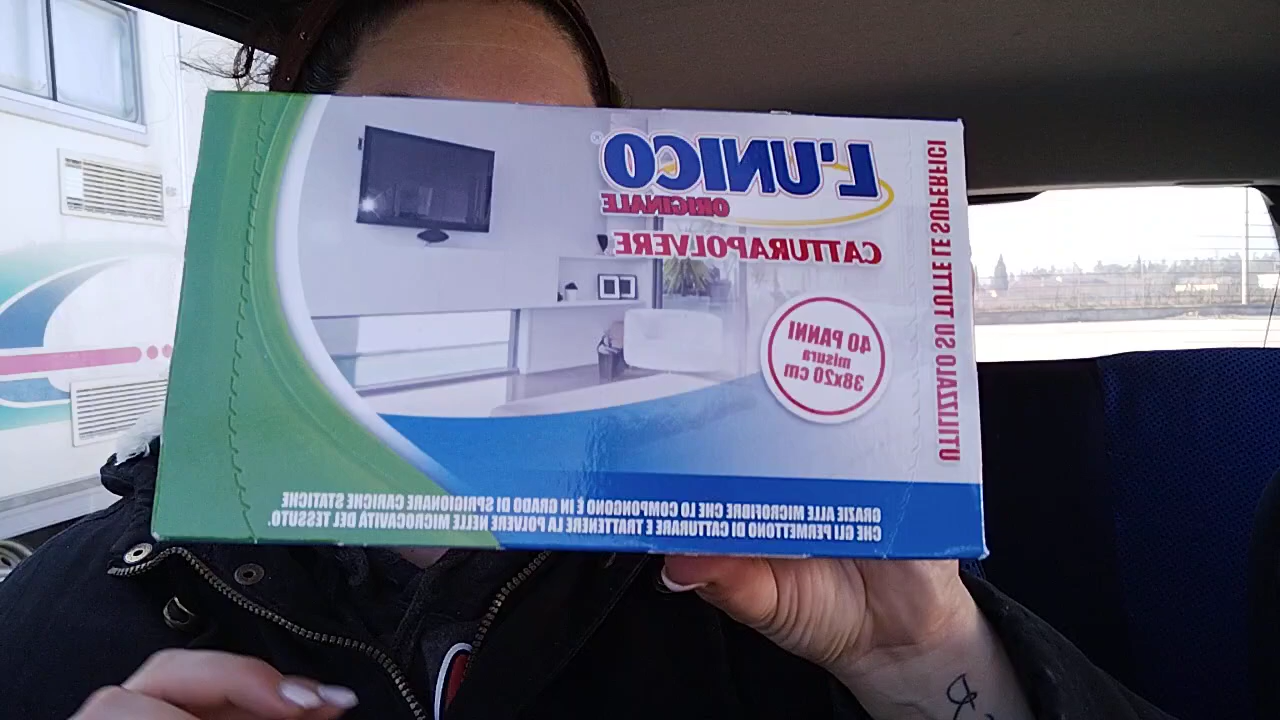 L'UNICO®
ORIGINALE
CATTURAPOLVERE
40 PANNI
misura
38x20 cm
UTILIZZALO SU TUTTE LE SUPERFICI
GRAZIE ALLE MICROFIBRE CHE LO COMPONGONO È IN GRADO DI SPRIGIONARE CARICHE STATICHE
CHE GLI PERMETTONO DI CATTURARE E TRATTENERE LA POLVERE NELLE MICROCAVITÀ DEL TESSUTO.